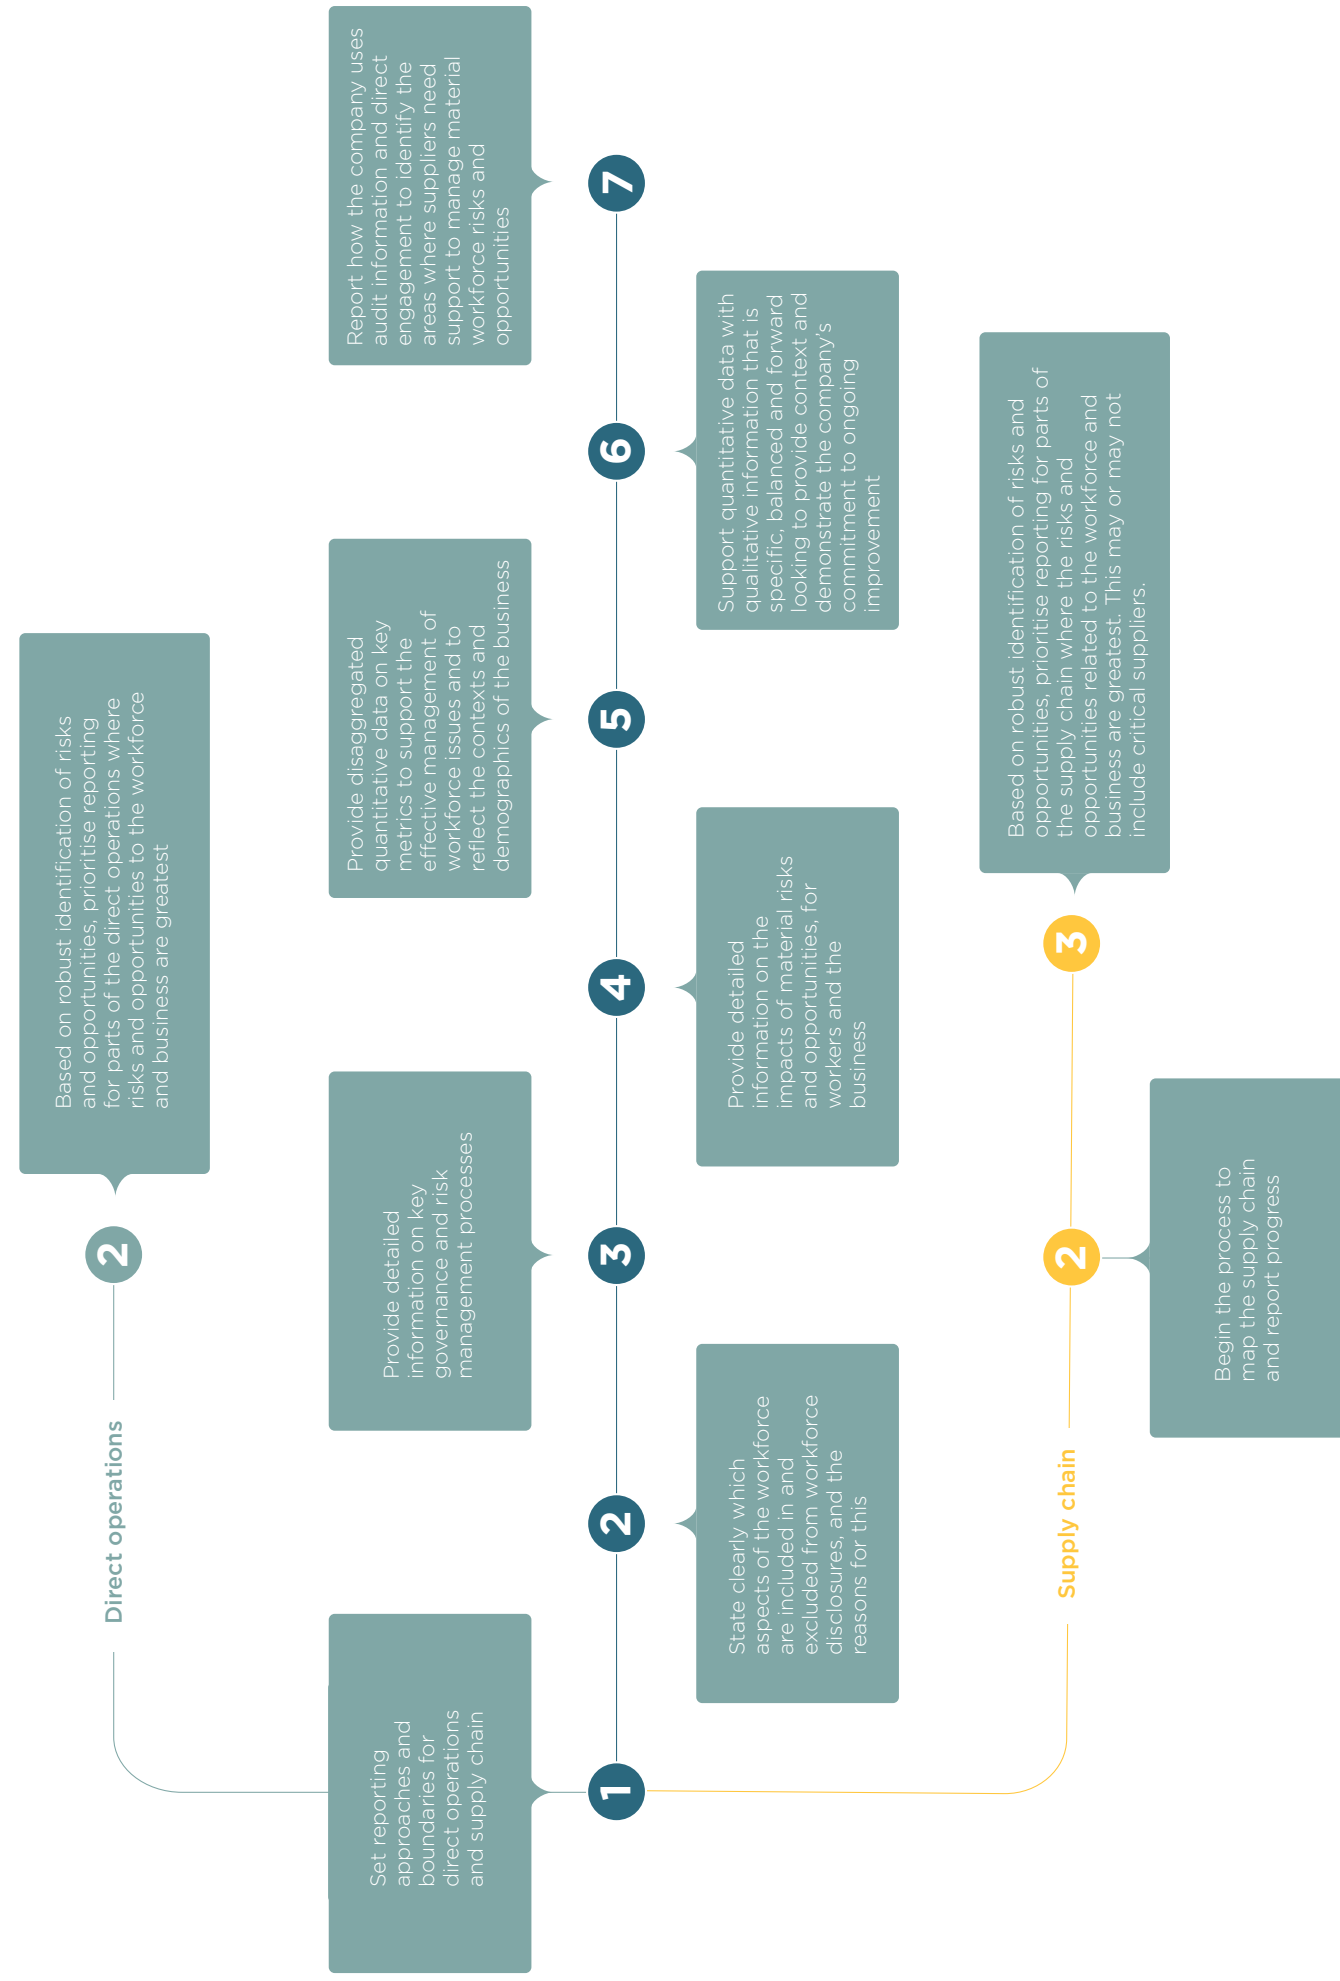 Direct operations
2
Based on robust identification of risks
and opportunities, prioritise reporting
for parts of the direct operations where
risks and opportunities to the workforce
and business are greatest
1
Set reporting
approaches and
boundaries for
direct operations
and supply chain
2
State clearly which
aspects of the workforce
are included in and
excluded from workforce
disclosures, and the
reasons for this
3
Provide detailed
information on key
governance and risk
management processes
4
Provide detailed
information on the
impacts of material risks
and opportunities, for
workers and the
business
5
Provide disaggregated
quantitative data on key
metrics to support the
effective management of
workforce issues and to
reflect the contexts and
demographics of the business
6
Support quantitative data with
qualitative information that is
specific, balanced and forward
looking to provide context and
demonstrate the company's
commitment to ongoing
improvement
7
Report how the company uses
audit information and direct
engagement to identify the
areas where suppliers need
support to manage material
workforce risks and
opportunities
Supply chain
2
Begin the process to
map the supply chain
and report progress
3
Based on robust identification of risks and
opportunities, prioritise reporting for parts of
the supply chain where the risks and
opportunities related to the workforce and
business are greatest. This may or may not
include critical suppliers.